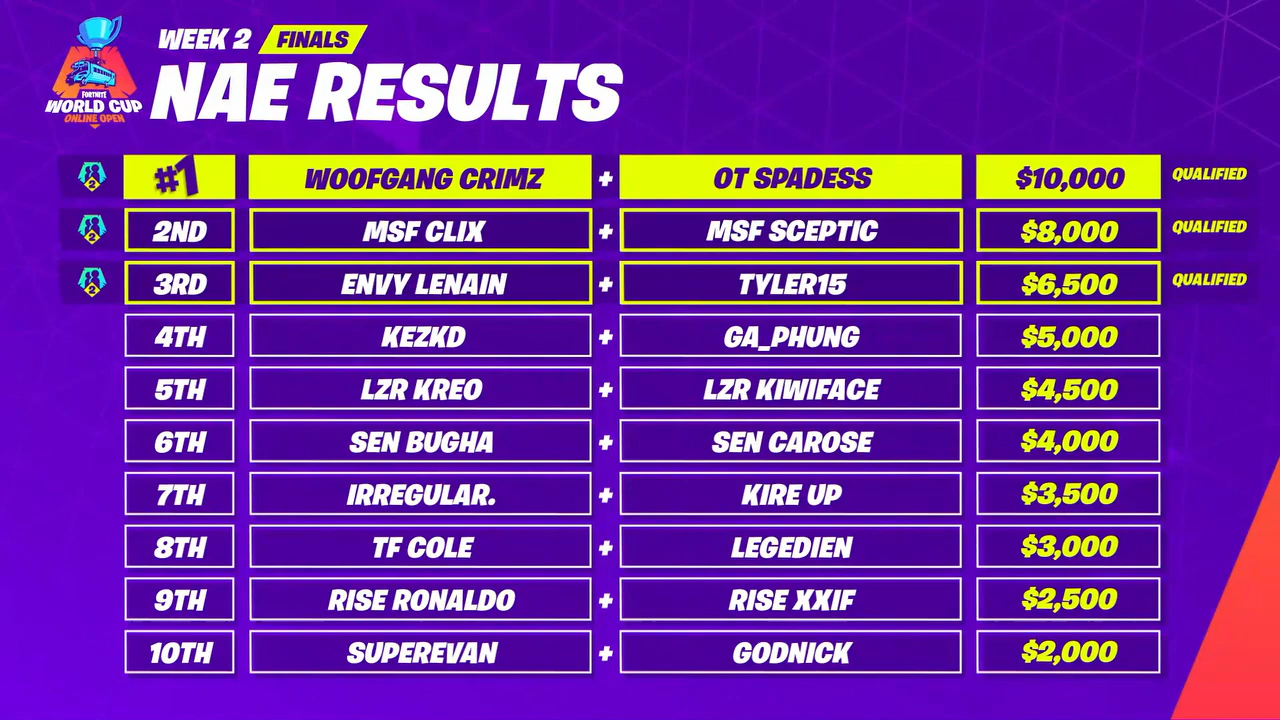 WEEK 2 FINALS
NAE RESULTS
FORTNITE
WORLD CUP
ONLINE OPEN
2 #1 WOOFGANG CRIMZ + OT SPADESS $10,000 QUALIFIED
2 2ND MSF CLIX + MSF SCEPTIC $8,000 QUALIFIED
2 3RD ENVY LENAIN + TYLER15 $6,500 QUALIFIED
4TH KEZKD + GA_PHUNG $5,000
5TH LZR KREO + LZR KIWIFACE $4,500
6TH SEN BUGHA + SEN CAROSE $4,000
7TH IRREGULAR. + KIRE UP $3,500
8TH TF COLE + LEGEDIEN $3,000
9TH RISE RONALDO + RISE XXIF $2,500
10TH SUPEREVAN + GODNICK $2,000